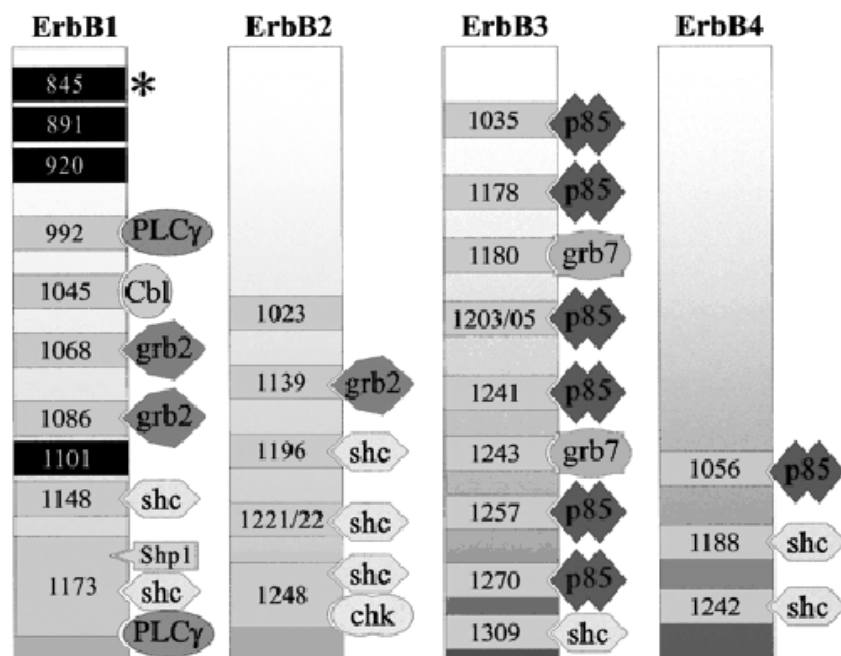 ErbB1 ErbB2 ErbB3 ErbB4
845 *
891
920
992 PLCγ
1045 Cbl
1068 grb2
1086 grb2
1101
1148 shc
Shp1
1173 shc
PLCγ
1023
1139 grb2
1196 shc
1221/22 shc
shc
1248
chk
1035 p85
1178 p85
1180 grb7
1203/05 p85
1241 p85
1243 grb7
1257 p85
1270 p85
1309 shc
1056 p85
1188 shc
1242 shc